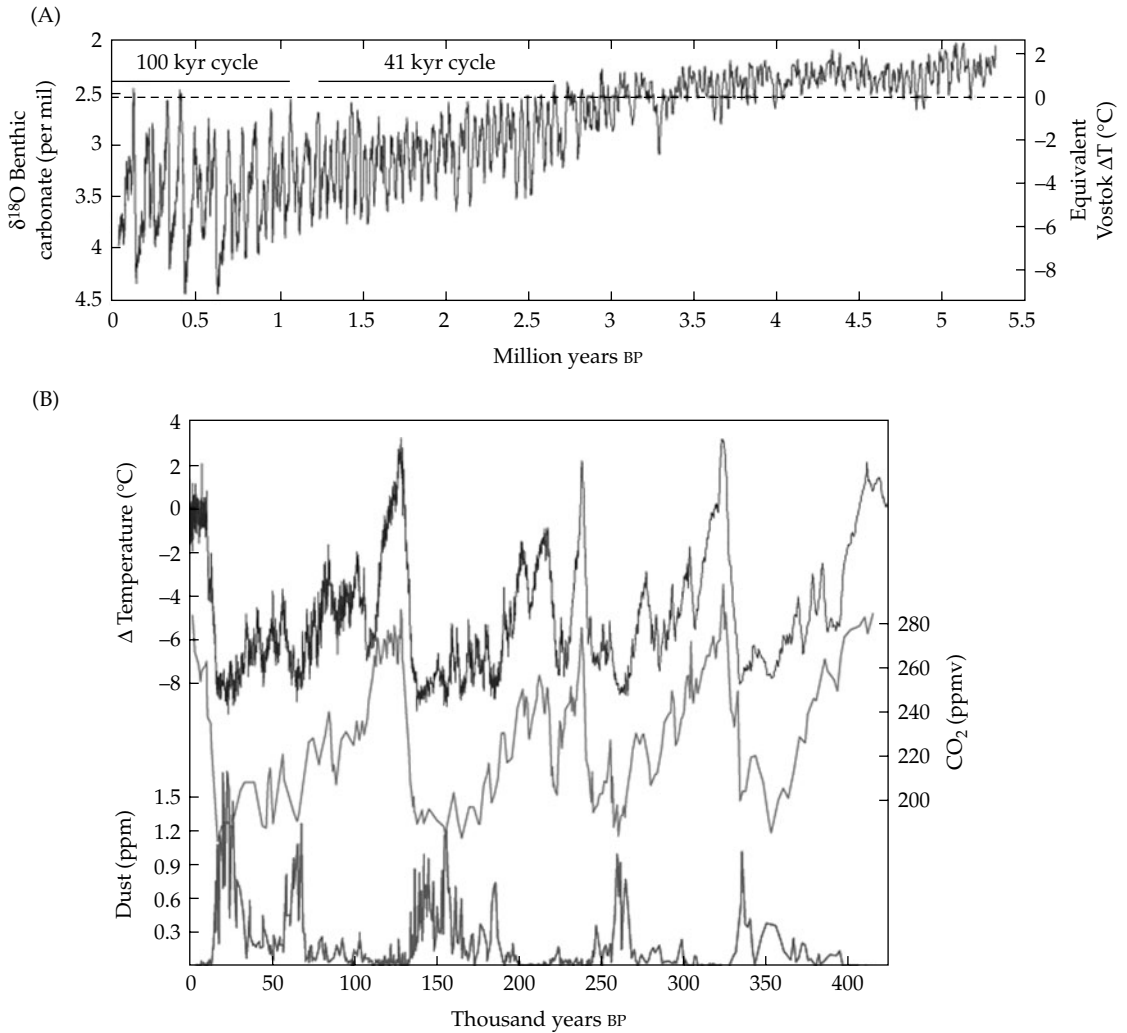 (A)
2
2.5
3
3.5
4
4.5
δ¹⁸O Benthic
carbonate (per mil)
100 kyr cycle
41 kyr cycle
2
0
–2
–4
–6
–8
Equivalent
Vostok ΔT (°C)
0 0.5 1 1.5 2 2.5 3 3.5 4 4.5 5 5.5
Million years BP
(B)
4
2
0
–2
–4
–6
–8
Δ Temperature (°C)
280
260
240
220
200
CO₂ (ppmv)
1.5
1.2
0.9
0.6
0.3
Dust (ppm)
0 50 100 150 200 250 300 350 400
Thousand years BP